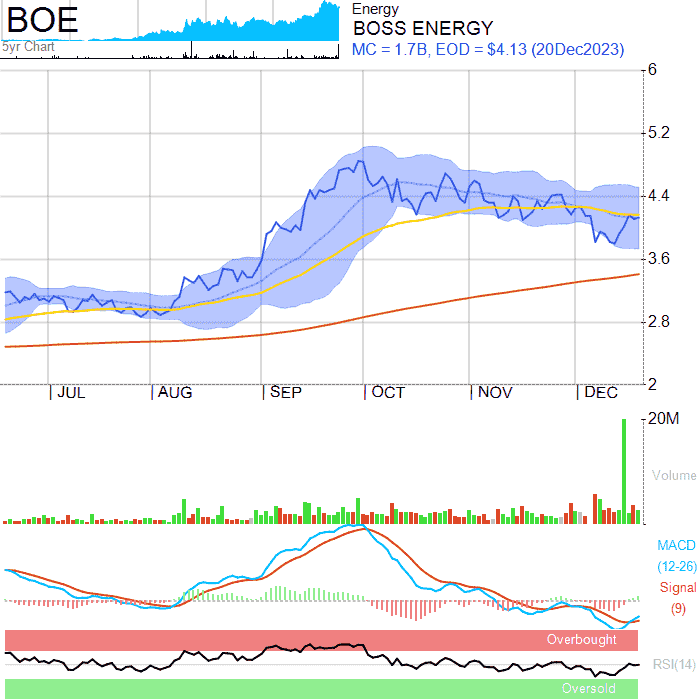 BOE
5yr Chart
Energy
BOSS ENERGY
MC = 1.7B, EOD = $4.13 (20Dec2023)
6
5.2
4.4
3.6
2.8
2
JUL AUG SEP OCT NOV DEC
20M
Volume
MACD
(12-26)
Signal
(9)
Overbought
RSI(14)
Oversold